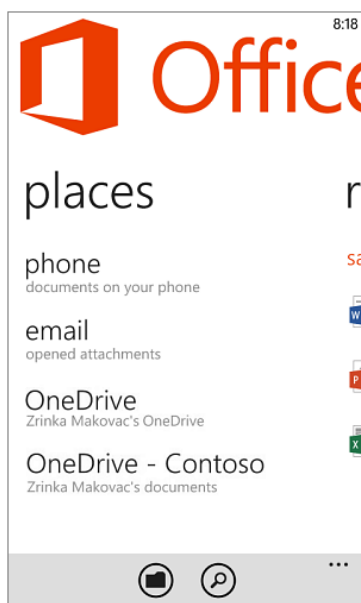 8:18
Office
places
phone
documents on your phone
email
opened attachments
OneDrive
Zrinka Makovac's OneDrive
OneDrive - Contoso
Zrinka Makovac's documents
r
sa
W
P
X